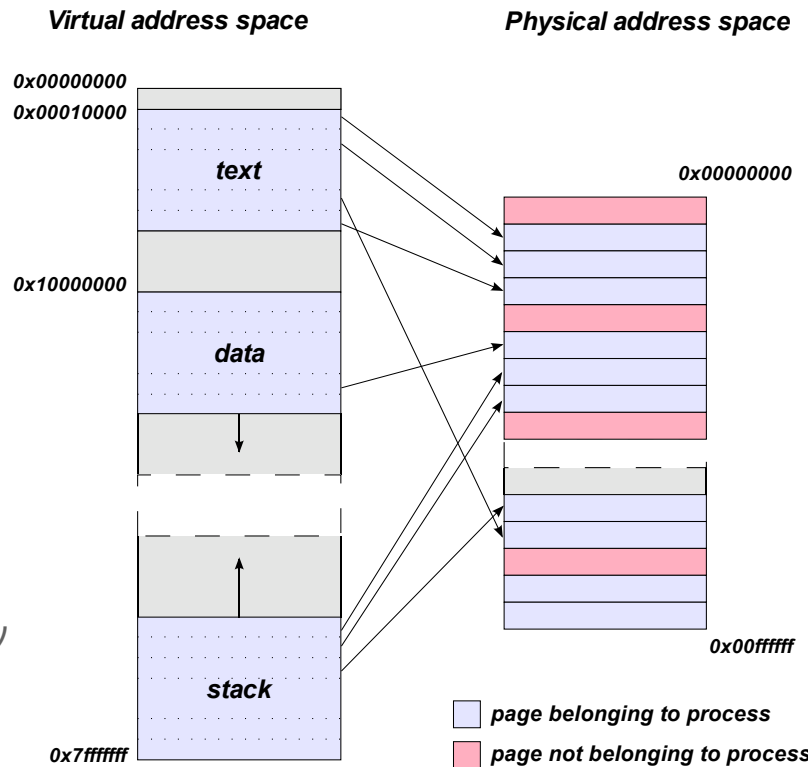 Virtual address space
Physical address space
0x00000000
0x00010000
text
0x10000000
data
stack
0x7fffffff
0x00000000
0x00ffffff
page belonging to process
page not belonging to process